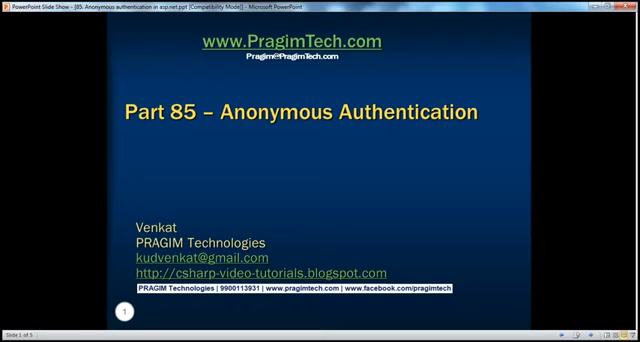 PowerPoint Slide Show - [85. Anonymous authentication in asp.net.ppt [Compatibility Mode]] - Microsoft PowerPoint
www.PragimTech.com
Pragim@PragimTech.com
Part 85 – Anonymous Authentication
Venkat
PRAGIM Technologies
kudvenkat@gmail.com
http://csharp-video-tutorials.blogspot.com
PRAGIM Technologies | 9900113931 | www.pragimtech.com | www.facebook.com/pragimtech
1
Slide 1 of 5